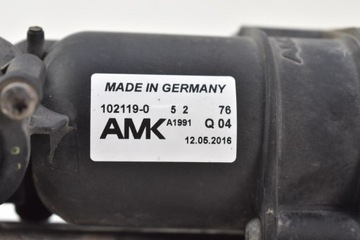 MADE IN GERMANY
102119-0 5 2 76
AMK A1991 Q 04
12.05.2016